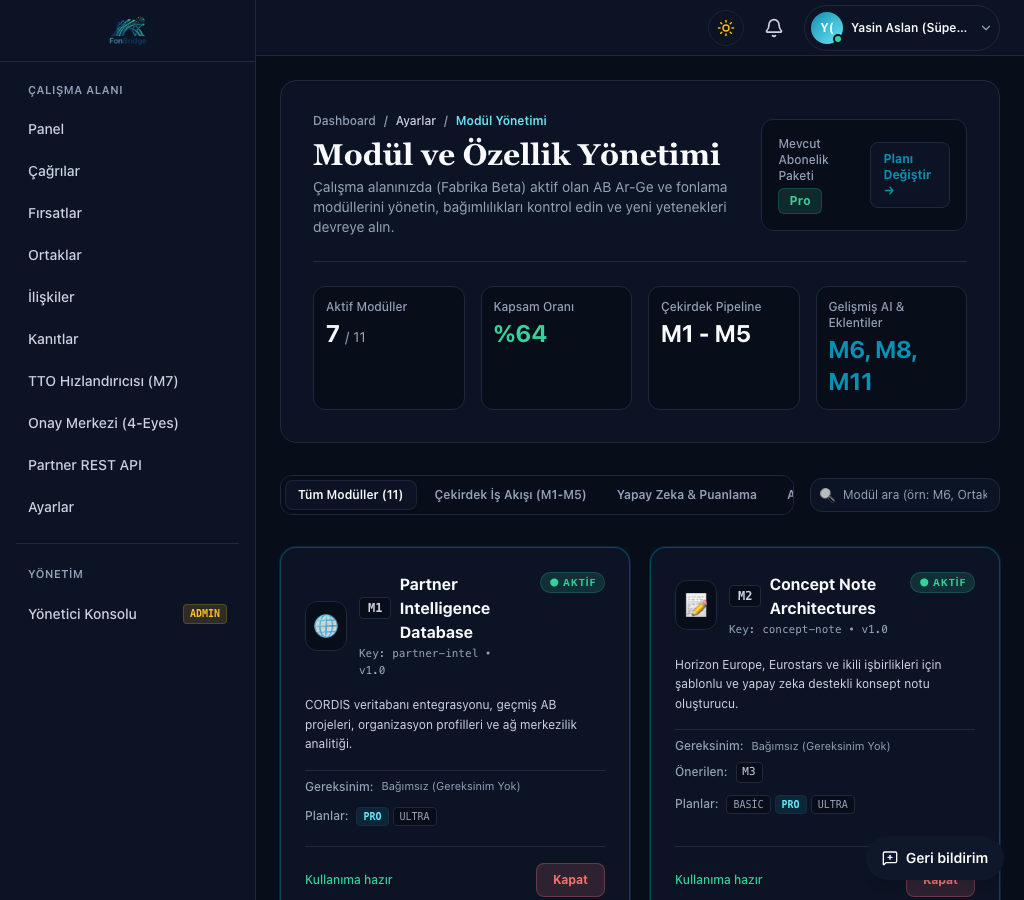 FonBridge
ÇALIŞMA ALANI
Panel
Çağrılar
Fırsatlar
Ortaklar
İlişkiler
Kanıtlar
TTO Hızlandırıcısı (M7)
Onay Merkezi (4-Eyes)
Partner REST API
Ayarlar
YÖNETİM
Yönetici Konsolu ADMIN
Y( Yasin Aslan (Süpe...
Dashboard / Ayarlar / Modül Yönetimi
Modül ve Özellik Yönetimi
Çalışma alanınızda (Fabrika Beta) aktif olan AB Ar-Ge ve fonlama
modüllerini yönetin, bağımlılıkları kontrol edin ve yeni yetenekleri
devreye alın.
Mevcut
Abonelik
Paketi
Pro
Planı
Değiştir
→
Aktif Modüller
7 / 11
Kapsam Oranı
%64
Çekirdek Pipeline
M1 - M5
Gelişmiş AI &
Eklentiler
M6, M8,
M11
Tüm Modüller (11) Çekirdek İş Akışı (M1-M5) Yapay Zeka & Puanlama
Modül ara (örn: M6, Ortak
M1
Partner
Intelligence
Database
AKTİF
Key: partner-intel •
v1.0
CORDIS veritabanı entegrasyonu, geçmiş AB
projeleri, organizasyon profilleri ve ağ merkezilik
analitiği.
Gereksinim: Bağımsız (Gereksinim Yok)
Planlar: PRO ULTRA
Kullanıma hazır Kapat
M2
Concept Note
Architectures
AKTİF
Key: concept-note • v1.0
Horizon Europe, Eurostars ve ikili işbirlikleri için
şablonlu ve yapay zeka destekli konsept notu
oluşturucu.
Gereksinim: Bağımsız (Gereksinim Yok)
Önerilen: M3
Planlar: BASIC PRO ULTRA
Kullanıma hazır Kapat
Geri bildirim